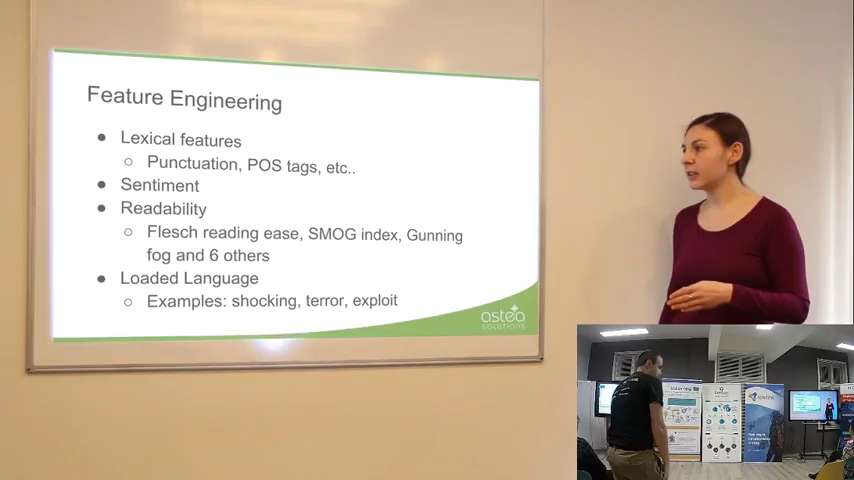 Feature Engineering
● Lexical features
○ Punctuation, POS tags, etc..
● Sentiment
● Readability
○ Flesch reading ease, SMOG index, Gunning
fog and 6 others
● Loaded Language
○ Examples: shocking, terror, exploit
astea
SOLUTIONS